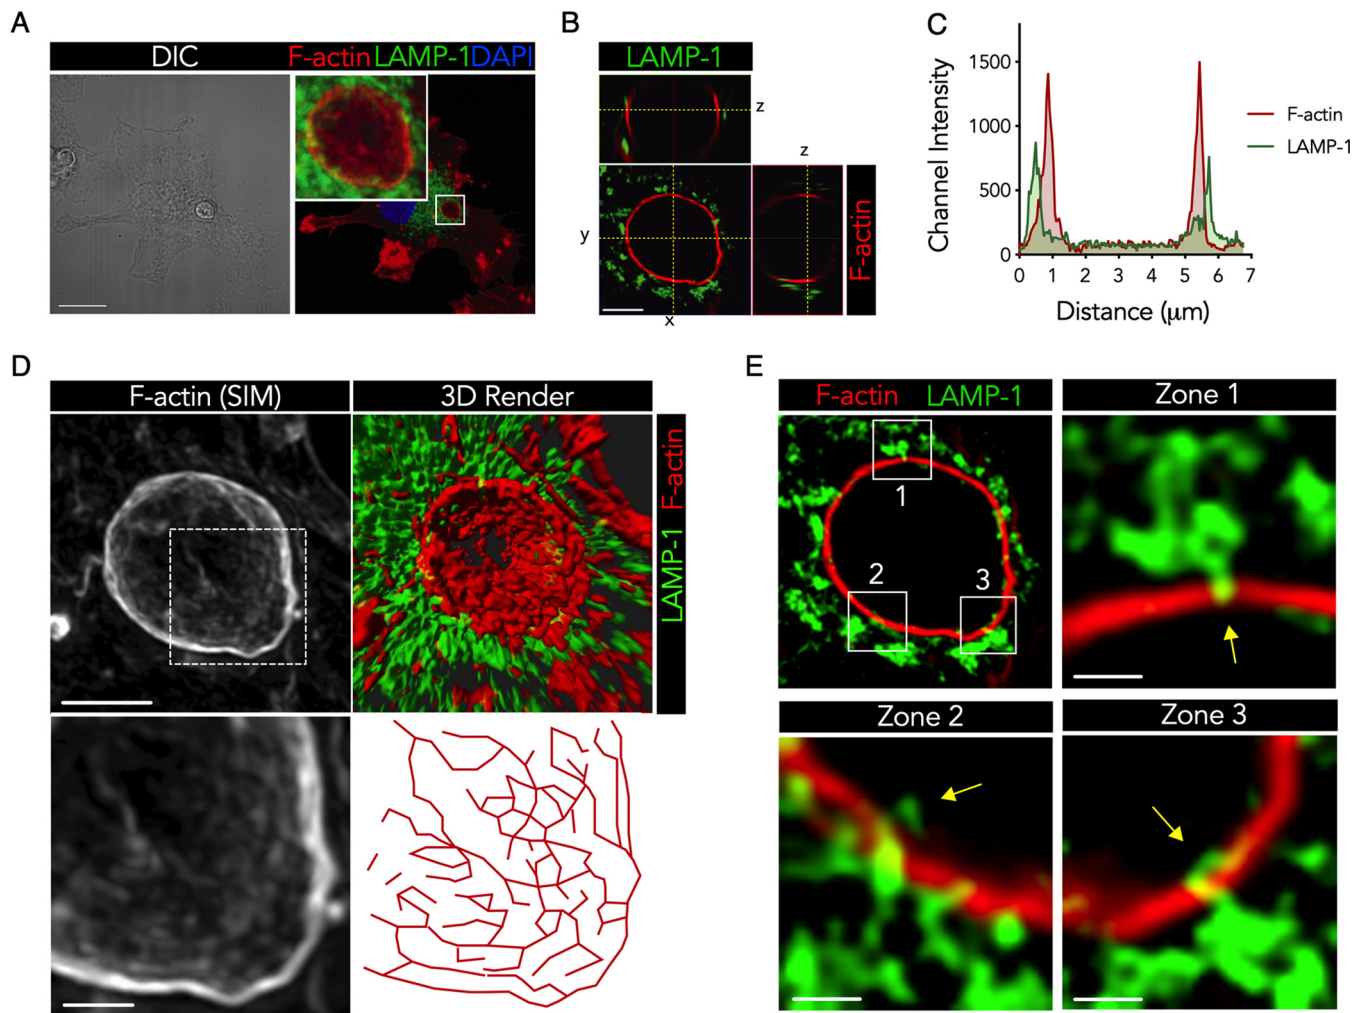 A
DIC
F-actin LAMP-1 DAPI
B
LAMP-1
z
z
y
x
F-actin
C
Channel Intensity
1500
1000
500
0
0 1 2 3 4 5 6 7
Distance (μm)
F-actin
LAMP-1
D
F-actin (SIM)
3D Render
LAMP-1 F-actin
E
F-actin LAMP-1
1
2
3
Zone 1
Zone 2
Zone 3